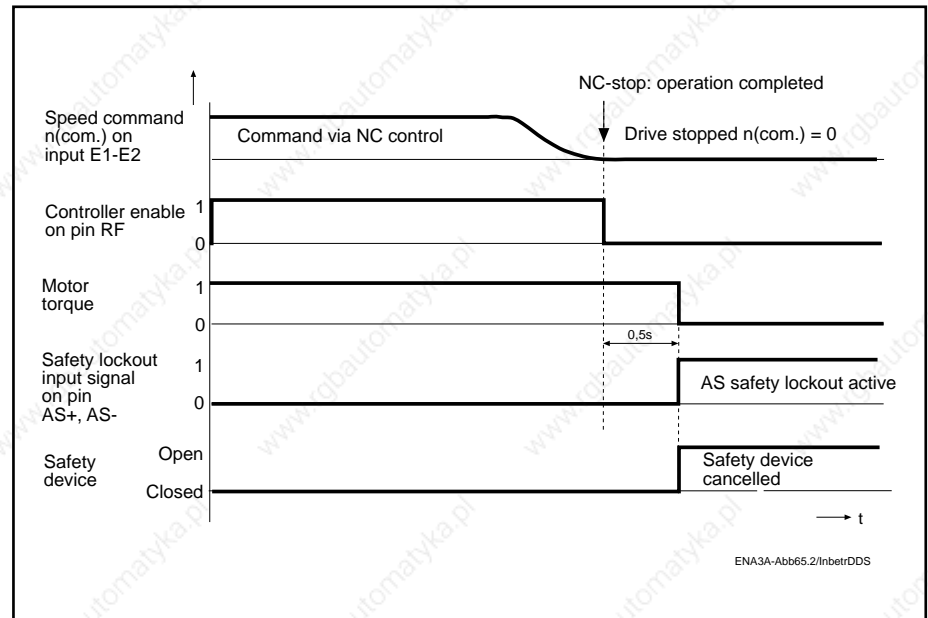 NC-stop: operation completed
Speed command
n(com.) on
input E1-E2
Command via NC control
Drive stopped n(com.) = 0
Controller enable
on pin RF
1
0
Motor
torque
1
0
0,5s
Safety lockout
input signal
on pin
AS+, AS-
1
0
AS safety lockout active
Safety
device
Open
Closed
Safety device
cancelled
t
ENA3A-Abb65.2/InbetrDDS
www.rgbautomatyka.pl